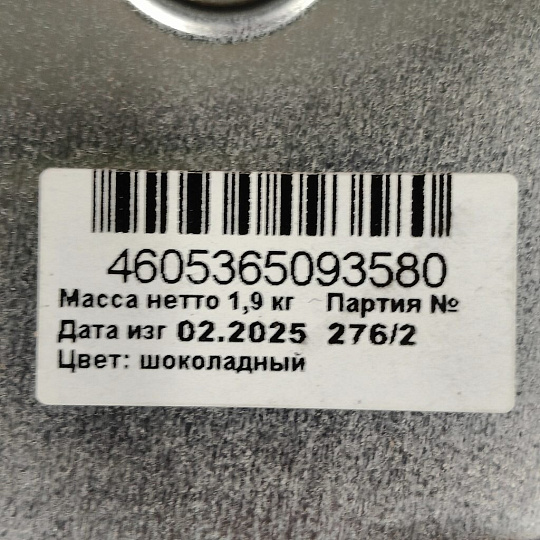 4605365093580
Масса нетто 1,9 кг Партия №
Дата изг 02.2025 276/2
Цвет: шоколадный